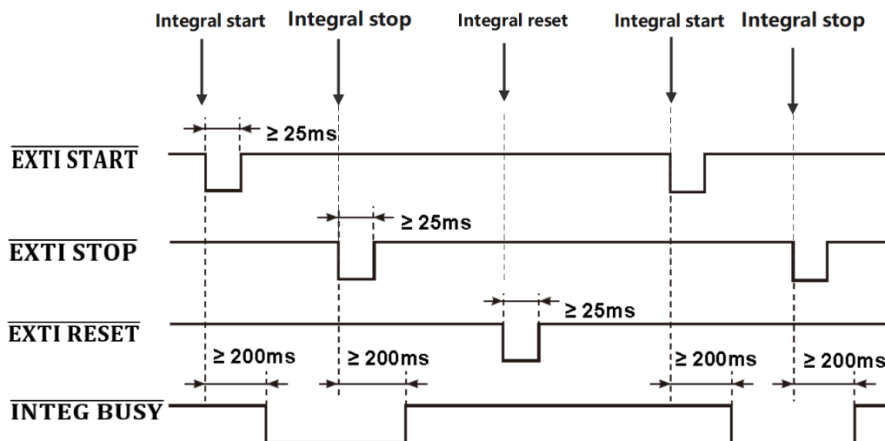 Integral start Integral stop Integral reset Integral start Integral stop
≥ 25ms
EXTI START
≥ 25ms
EXTI STOP
≥ 25ms
EXTI RESET
≥ 200ms ≥ 200ms ≥ 200ms ≥ 200ms
INTEG BUSY